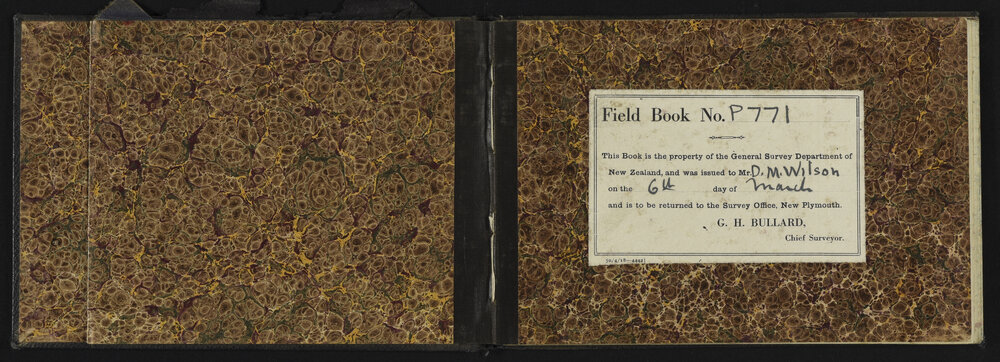 Field Book No. P771
This Book is the property of the General Survey Department of
New Zealand, and was issued to Mr. D. M. Wilson
on the 6th day of March
and is to be returned to the Survey Office, New Plymouth.
G. H. BULLARD,
Chief Surveyor.